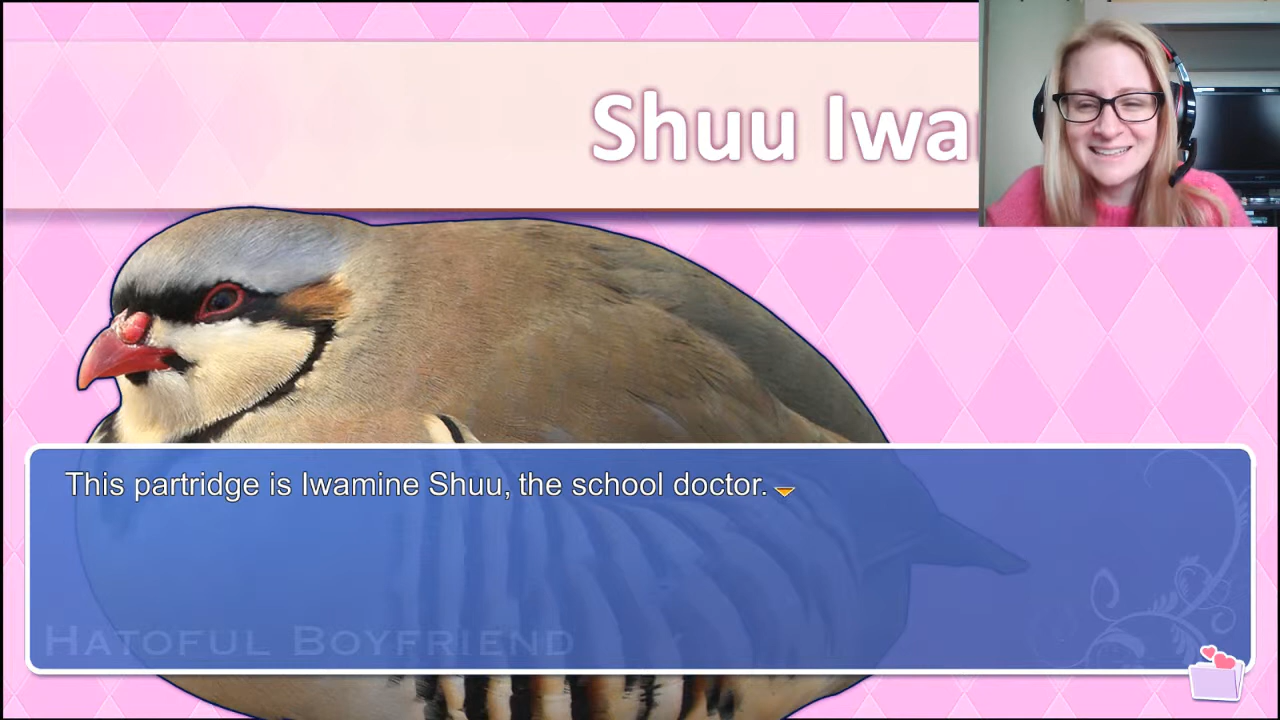 Shuu Iwa
This partridge is Iwamine Shuu, the school doctor.
HATOFUL BOYFRIEND